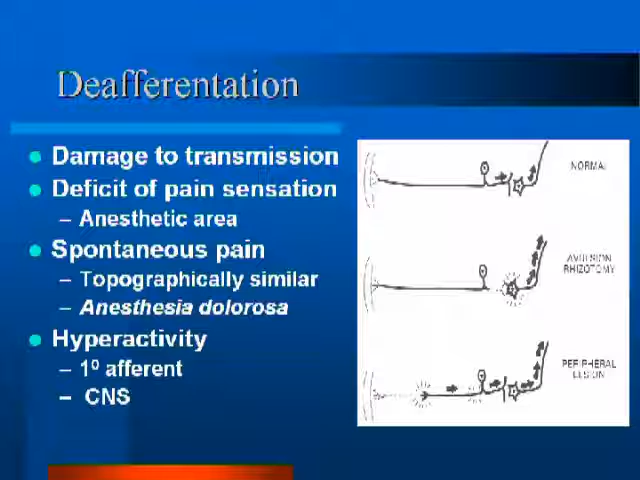 Deafferentation
Damage to transmission
Deficit of pain sensation
– Anesthetic area
Spontaneous pain
– Topographically similar
– Anesthesia dolorosa
Hyperactivity
– 1⁰ afferent
– CNS
NORMAL
AVULSION
RHIZOTOMY
PERIPHERAL
LESION